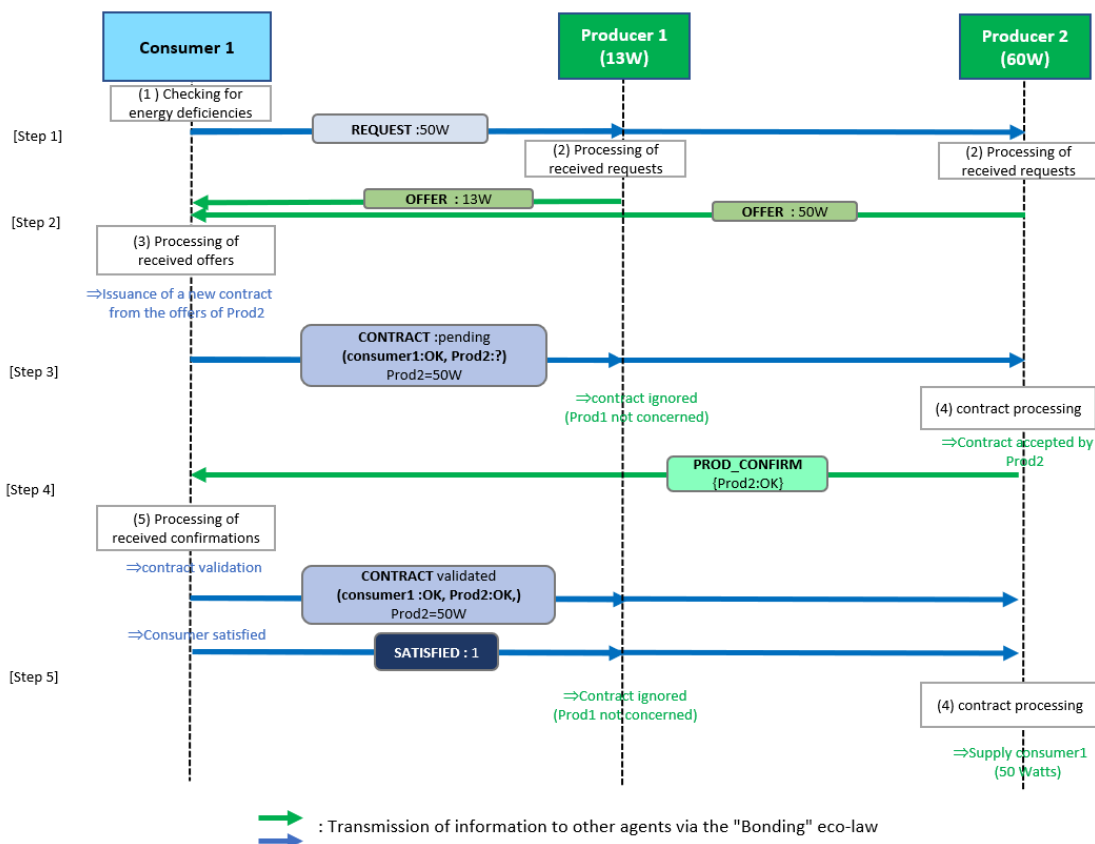 Consumer 1
Producer 1
(13W)
Producer 2
(60W)
(1 ) Checking for
energy deficiencies
[Step 1]
REQUEST :50W
(2) Processing of
received requests
(2) Processing of
received requests
OFFER : 13W
[Step 2]
OFFER : 50W
(3) Processing of
received offers
⇒Issuance of a new contract
from the offers of Prod2
[Step 3]
CONTRACT :pending
(consumer1:OK, Prod2:?)
Prod2=50W
⇒contract ignored
(Prod1 not concerned)
(4) contract processing
⇒Contract accepted by
Prod2
[Step 4]
PROD_CONFIRM
{Prod2:OK}
(5) Processing of
received confirmations
⇒contract validation
CONTRACT validated
(consumer1 :OK, Prod2:OK,)
Prod2=50W
⇒Consumer satisfied
SATISFIED : 1
[Step 5]
⇒Contract ignored
(Prod1 not concerned)
(4) contract processing
⇒Supply consumer1
(50 Watts)
: Transmission of information to other agents via the "Bonding" eco-law